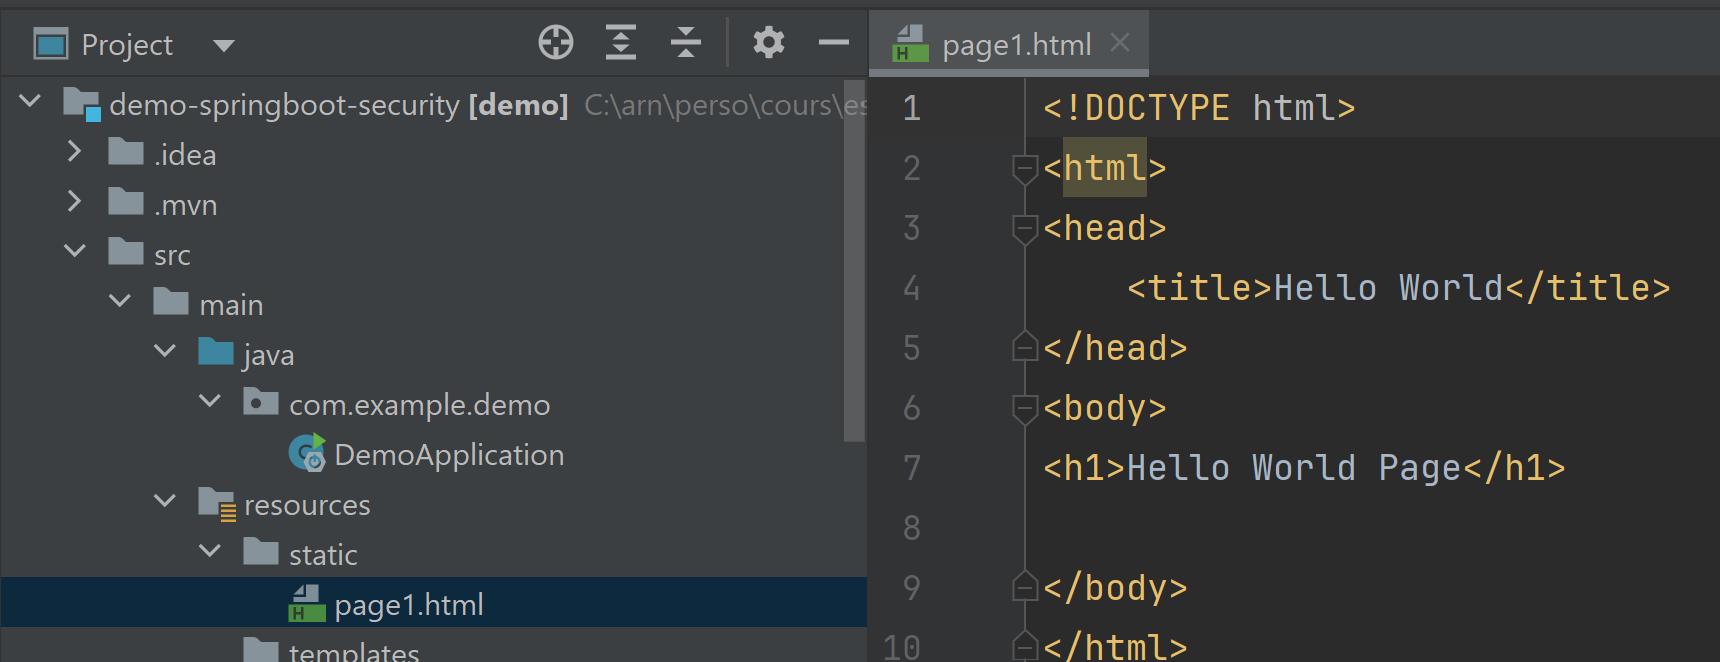 Project
demo-springboot-security [demo] C:\arn\perso\cours\es
.idea
.mvn
src
main
java
com.example.demo
DemoApplication
resources
static
page1.html
templates
page1.html
1 <!DOCTYPE html>
2 <html>
3 <head>
4 <title>Hello World</title>
5 </head>
6 <body>
7 <h1>Hello World Page</h1>
8
9 </body>
10 </html>